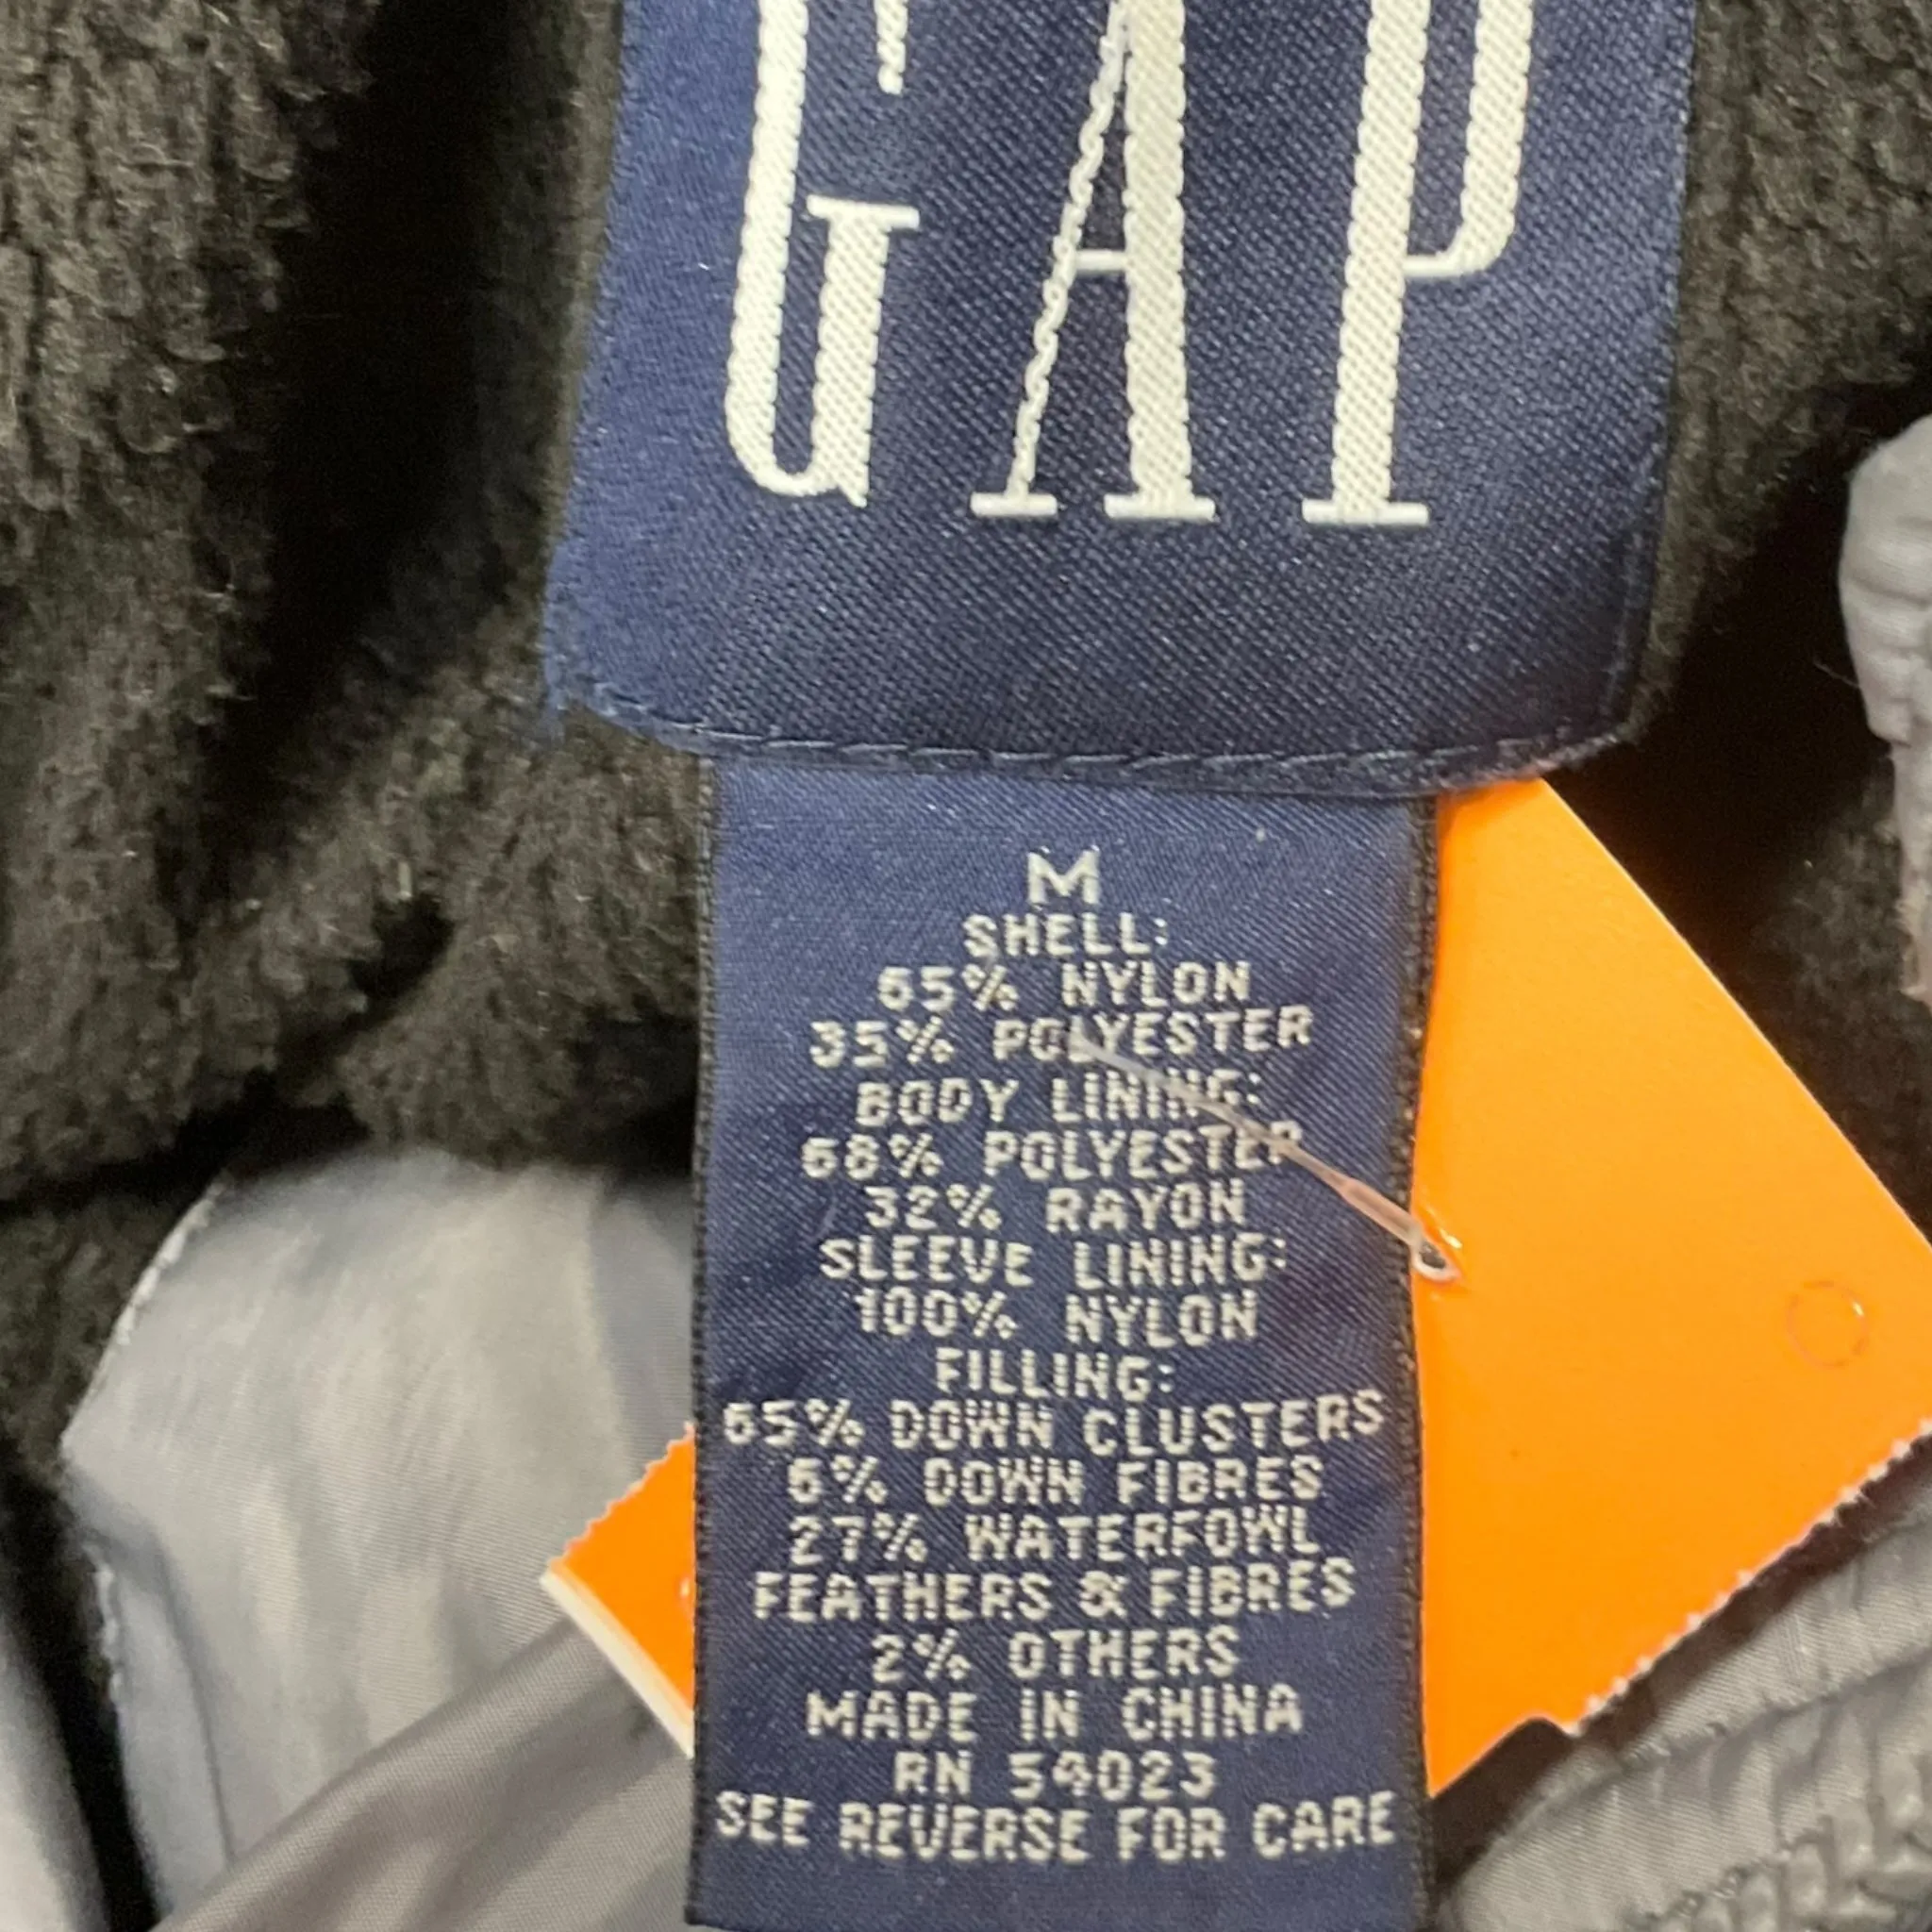 GAP
M
SHELL:
65% NYLON
35% POLYESTER
BODY LINING:
68% POLYESTER
32% RAYON
SLEEVE LINING:
100% NYLON
FILLING:
65% DOWN CLUSTERS
6% DOWN FIBRES
27% WATERFOWL
FEATHERS & FIBRES
2% OTHERS
MADE IN CHINA
RN 54023
SEE REVERSE FOR CARE